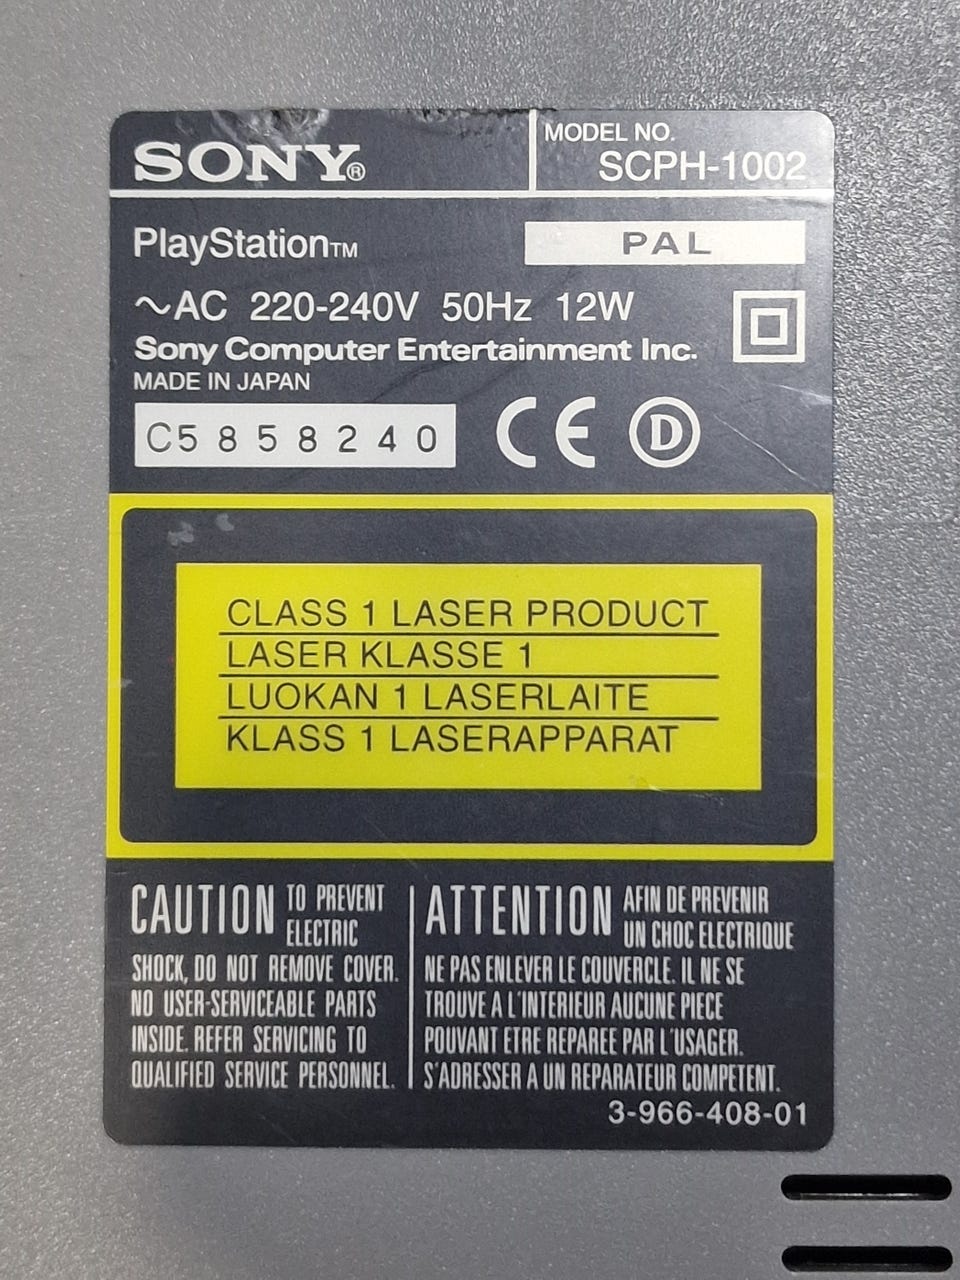 SONY®
MODEL NO.
SCPH-1002
PlayStation™
PAL
~AC 220-240V 50Hz 12W
Sony Computer Entertainment Inc.
MADE IN JAPAN
C5858240
CE
D
CLASS 1 LASER PRODUCT
LASER KLASSE 1
LUOKAN 1 LASERLAITE
KLASS 1 LASERAPPARAT
CAUTION TO PREVENT
ELECTRIC
SHOCK, DO NOT REMOVE COVER.
NO USER-SERVICEABLE PARTS
INSIDE. REFER SERVICING TO
QUALIFIED SERVICE PERSONNEL.
ATTENTION AFIN DE PREVENIR
UN CHOC ELECTRIQUE
NE PAS ENLEVER LE COUVERCLE. IL NE SE
TROUVE A L'INTERIEUR AUCUNE PIECE
POUVANT ETRE REPAREE PAR L'USAGER.
S'ADRESSER A UN REPARATEUR COMPETENT.
3-966-408-01